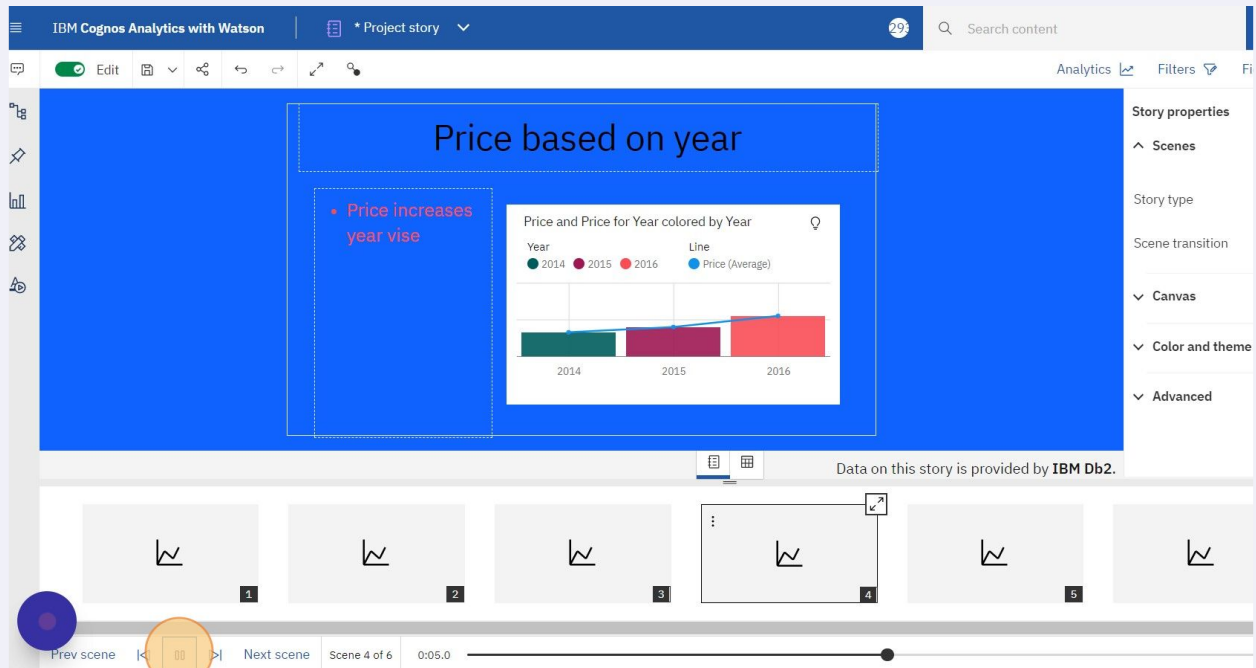 IBM Cognos Analytics with Watson
* Project story
293
Search content
Edit
Analytics
Filters
Fi
Price based on year
• Price increases
year vise
Price and Price for Year colored by Year
Year
Line
2014 2015 2016
Price (Average)
2014 2015 2016
Story properties
Scenes
Story type
Scene transition
Canvas
Color and theme
Advanced
Data on this story is provided by IBM Db2.
1
2
3
4
5
Prev scene
Next scene
Scene 4 of 6
0:05.0